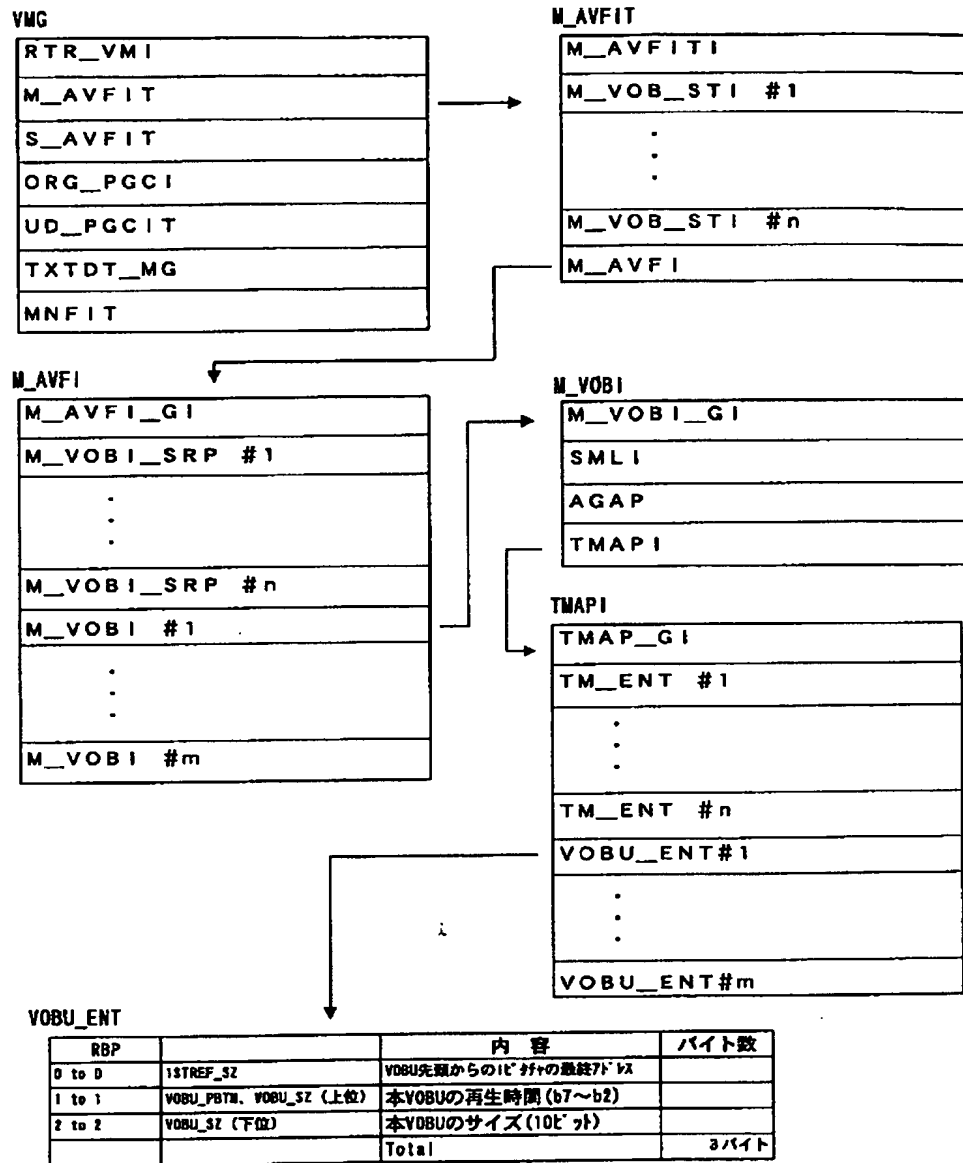 VMG
RTR_VMI
M_AVFIT
S_AVFIT
ORG_PGCI
UD_PGCIT
TXTDT_MG
MNFIT
M_AVFIT
M_AVFITI
M_VOB_STI #1
M_VOB_STI #n
M_AVFI
M_AVFI
M_AVFI_GI
M_VOBI_SRP #1
M_VOBI_SRP #n
M_VOBI #1
M_VOBI #m
M_VOBI
M_VOBI_GI
SMLI
AGAP
TMAPI
TMAPI
TMAP_GI
TM_ENT #1
TM_ENT #n
VOBU_ENT#1
VOBU_ENT#m
VOBU_ENT
RBP 内 容 バイト数
0 to 0 1STREF_SZ VOBU先頭からのIピクチャの最終アドレス
1 to 1 VOBU_PBTM、VOBU_SZ (上位) 本VOBUの再生時間(b7～b2)
2 to 2 VOBU_SZ (下位) 本VOBUのサイズ(10ビット)
Total 3バイト